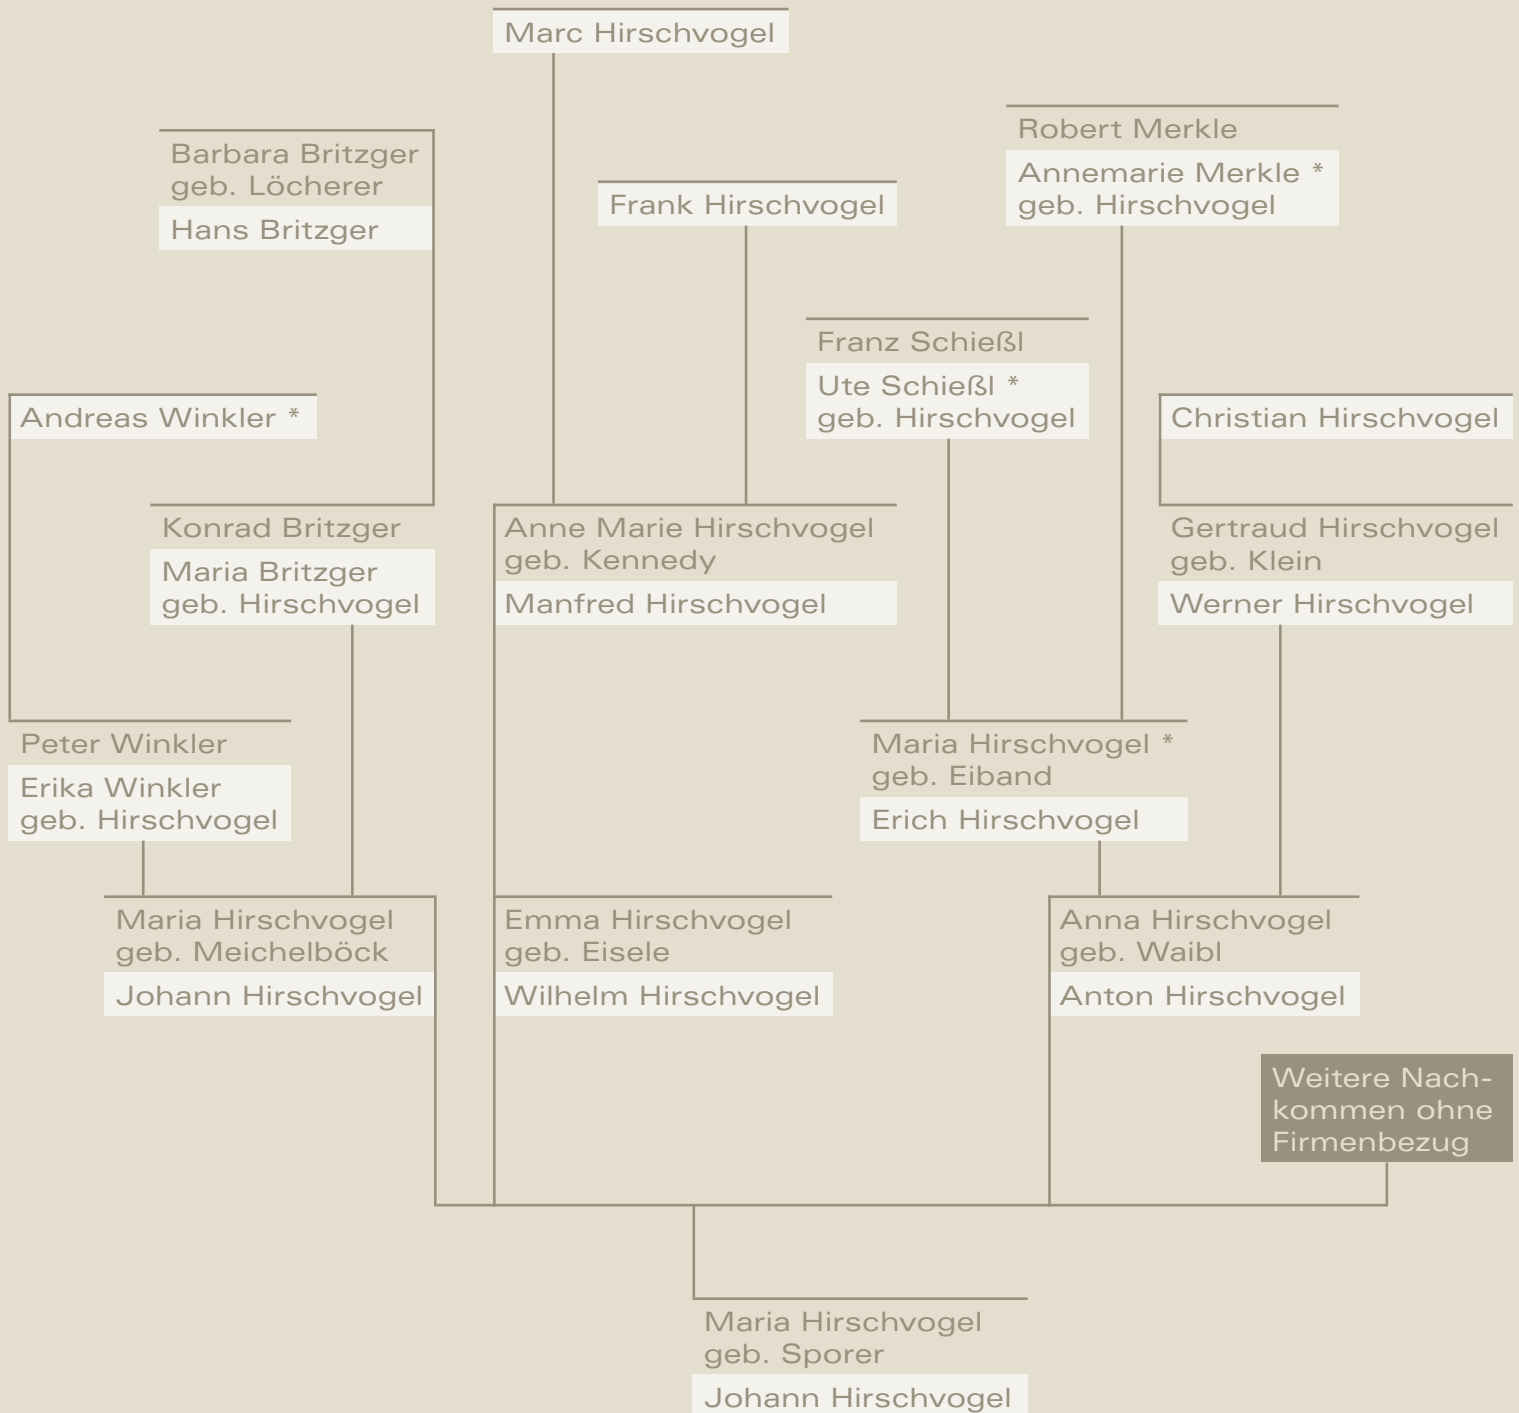 Marc Hirschvogel
Robert Merkle
Annemarie Merkle *
geb. Hirschvogel
Barbara Britzger
geb. Löcherer
Hans Britzger
Frank Hirschvogel
Franz Schießl
Ute Schießl *
geb. Hirschvogel
Andreas Winkler *
Christian Hirschvogel
Konrad Britzger
Maria Britzger
geb. Hirschvogel
Anne Marie Hirschvogel
geb. Kennedy
Manfred Hirschvogel
Gertraud Hirschvogel
geb. Klein
Werner Hirschvogel
Peter Winkler
Erika Winkler
geb. Hirschvogel
Maria Hirschvogel *
geb. Eiband
Erich Hirschvogel
Maria Hirschvogel
geb. Meichelböck
Johann Hirschvogel
Emma Hirschvogel
geb. Eisele
Wilhelm Hirschvogel
Anna Hirschvogel
geb. Waibl
Anton Hirschvogel
Weitere Nach-
kommen ohne
Firmenbezug
Maria Hirschvogel
geb. Sporer
Johann Hirschvogel